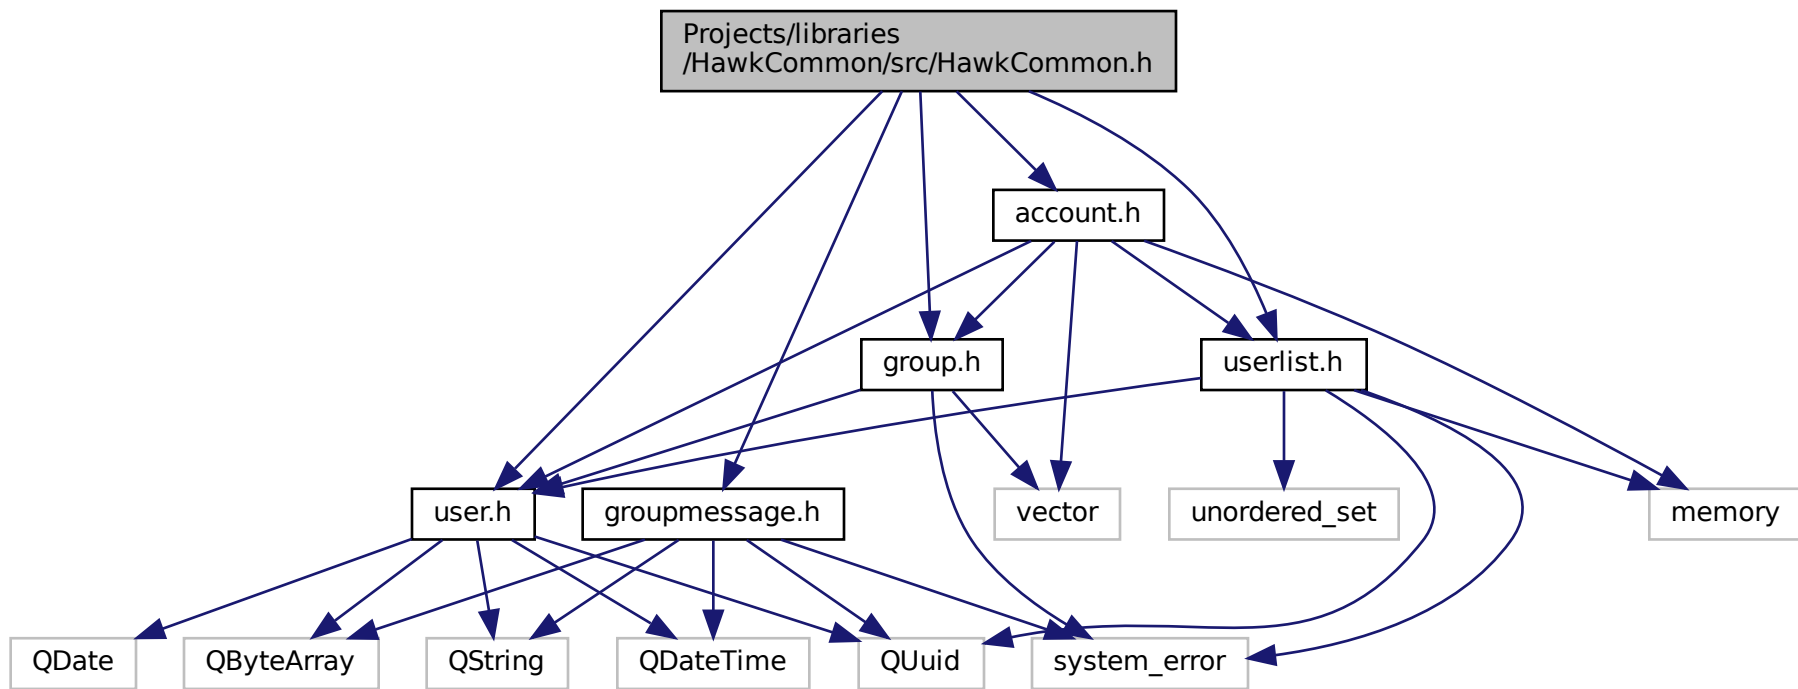 Projects/libraries
/HawkCommon/src/HawkCommon.h
account.h
group.h
userlist.h
user.h
groupmessage.h
vector
unordered_set
memory
QDate
QByteArray
QString
QDateTime
QUuid
system_error